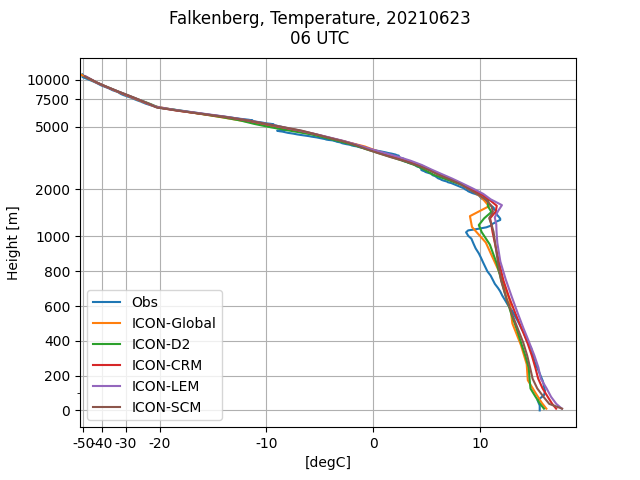 Falkenberg, Temperature, 20210623
06 UTC
10000
7500
5000
2000
1000
800
600
400
200
0
Height [m]
Obs
ICON-Global
ICON-D2
ICON-CRM
ICON-LEM
ICON-SCM
-50 -40 -30 -20 -10 0 10
[degC]